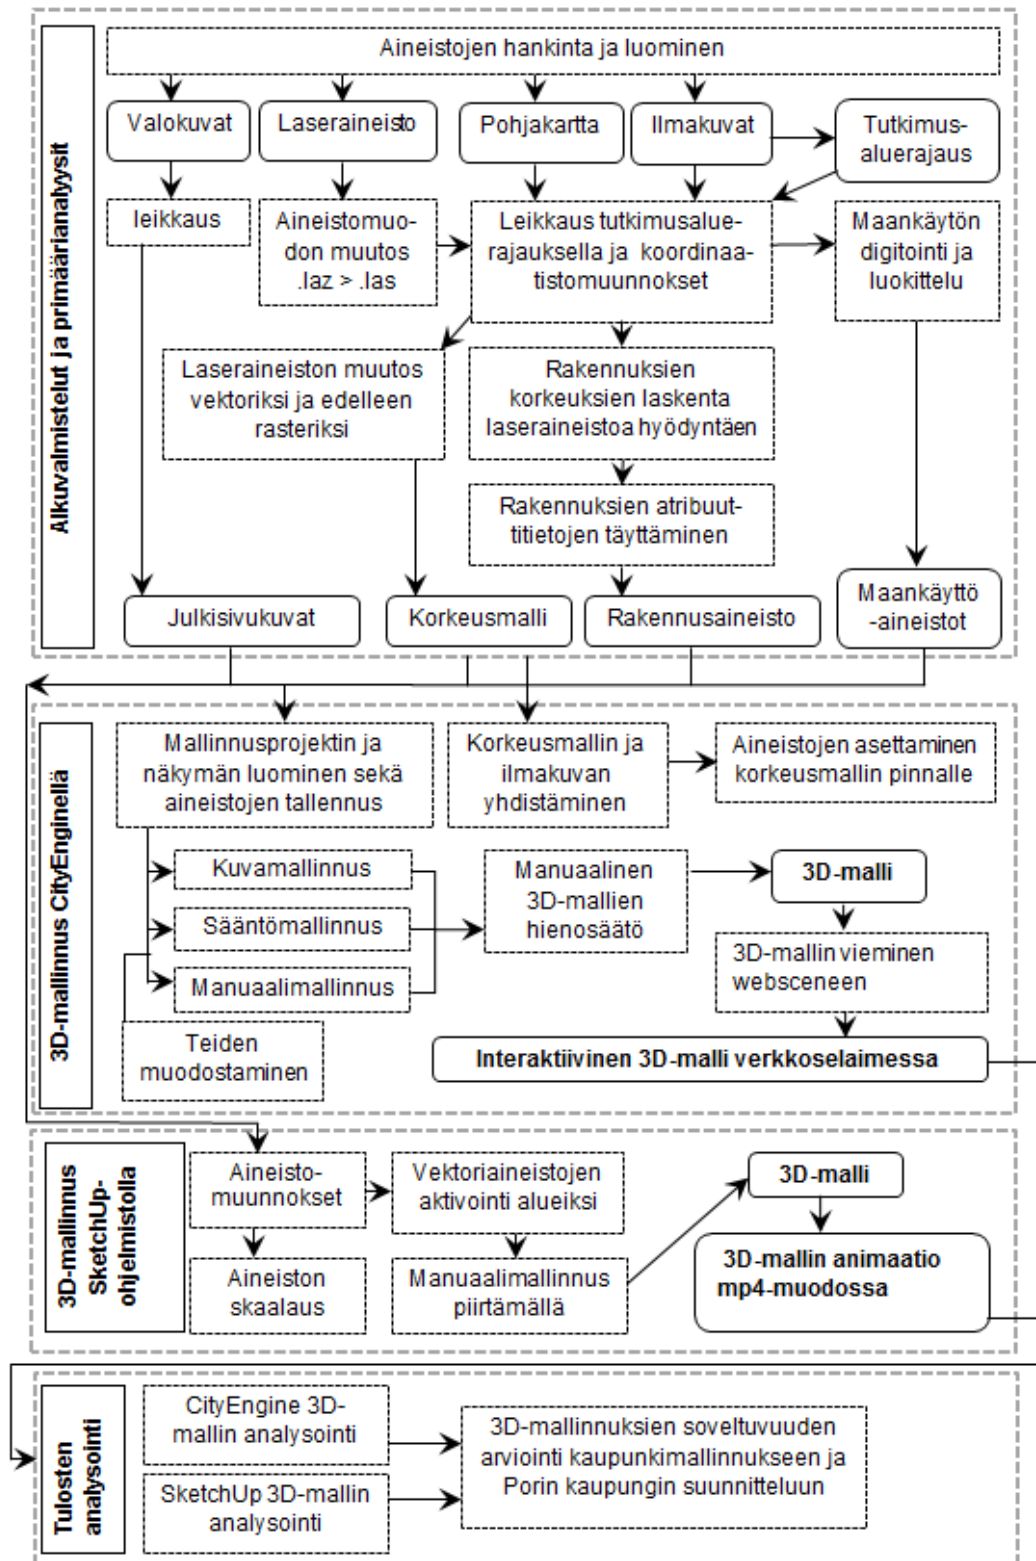 Alkuvalmistelut ja primäärianalyysit
Aineistojen hankinta ja luominen
Valokuvat
Laseraineisto
Pohjakartta
Ilmakuvat
Tutkimus-
aluerajaus
leikkaus
Aineistomuo-
don muutos
.laz > .las
Leikkaus tutkimusalue-
rajauksella ja koordinaa-
tistomuunnokset
Maankäytön
digitointi ja
luokittelu
Laseraineiston muutos
vektoriksi ja edelleen
rasteriksi
Rakennuksien
korkeuksien laskenta
laseraineistoa hyödyntäen
Rakennuksien atribuut-
titietojen täyttäminen
Julkisivukuvat
Korkeusmalli
Rakennusaineisto
Maankäyttö
-aineistot
3D-mallinnus CityEnginellä
Mallinnusprojektin ja
näkymän luominen sekä
aineistojen tallennus
Korkeusmallin ja
ilmakuvan
yhdistäminen
Aineistojen asettaminen
korkeusmallin pinnalle
Kuvamallinnus
Sääntömallinnus
Manuaalimallinnus
Teiden
muodostaminen
Manuaalinen
3D-mallien
hienosäätö
3D-malli
3D-mallin vieminen
websceneen
Interaktiivinen 3D-malli verkkoselaimessa
3D-mallinnus
SketchUp-
ohjelmistolla
Aineisto-
muunnokset
Vektoriaineistojen
aktivointi alueiksi
3D-malli
Aineiston
skaalaus
Manuaalimallinnus
piirtämällä
3D-mallin animaatio
mp4-muodossa
Tulosten
analysointi
CityEngine 3D-
mallin analysointi
SketchUp 3D-mallin
analysointi
3D-mallinnuksien soveltuvuuden
arviointi kaupunkimallinnukseen ja
Porin kaupungin suunnitteluun